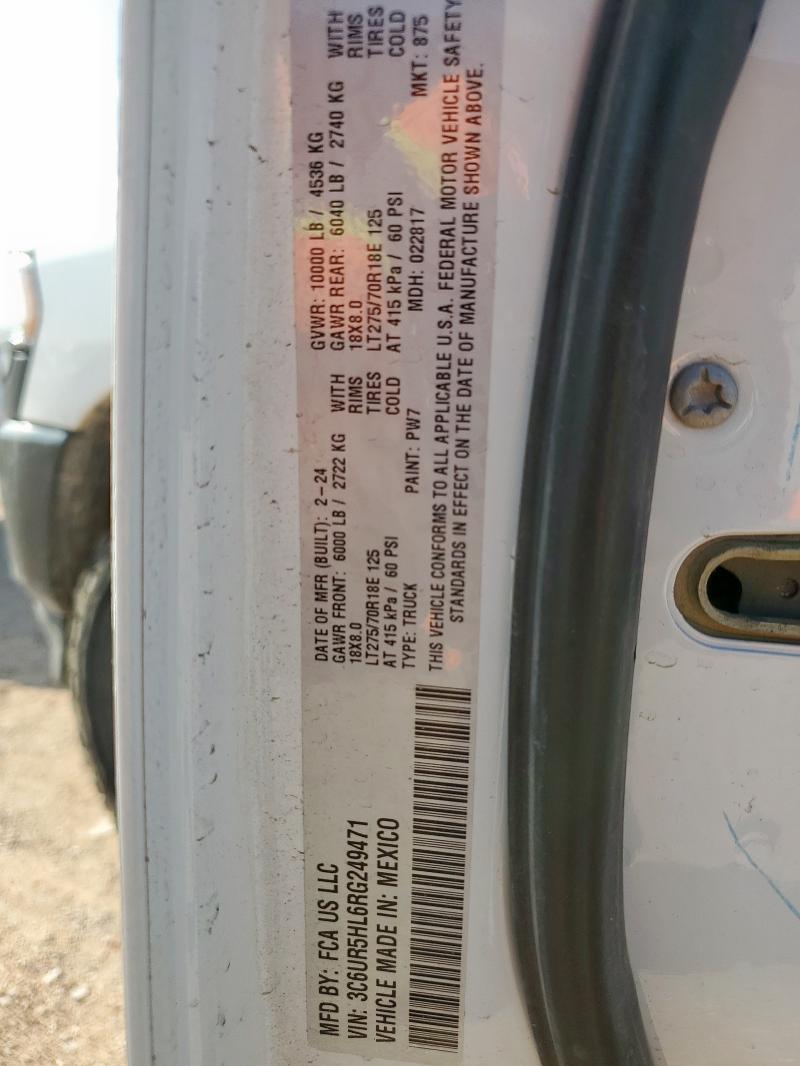 MFD BY: FCA US LLC
VIN: 3C6UR5HL6RG249471
VEHICLE MADE IN: MEXICO
DATE OF MFR (BUILT): 2-24 GVWR: 10000 LB / 4536 KG
GAWR FRONT: 6000 LB / 2722 KG WITH GAWR REAR: 6040 LB / 2740 KG WITH
18X8.0 RIMS 18X8.0 RIMS
LT275/70R18E 125 TIRES LT275/70R18E 125 TIRES
AT 415 kPa / 60 PSI COLD AT 415 kPa / 60 PSI COLD
TYPE: TRUCK PAINT: PW7 MDH: 022817 MKT: 875
THIS VEHICLE CONFORMS TO ALL APPLICABLE U.S.A. FEDERAL MOTOR VEHICLE SAFETY
STANDARDS IN EFFECT ON THE DATE OF MANUFACTURE SHOWN ABOVE.